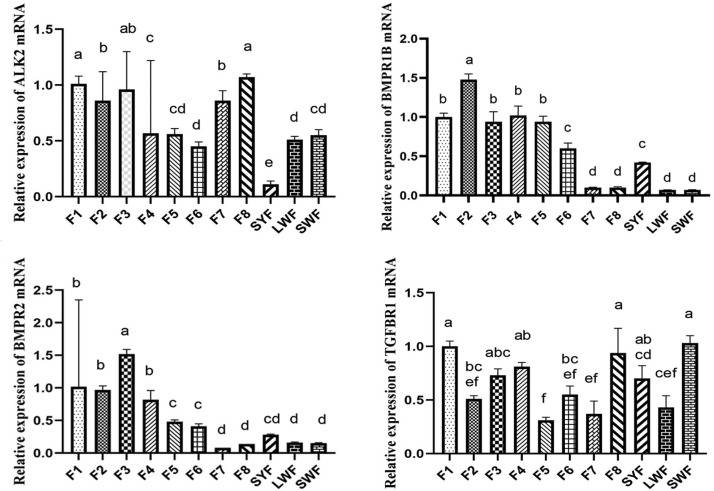 Relative expression of ALK2 mRNA
1.5
1.0
0.5
0.0
a
b
ab
c
cd
d
d
a
e
d
cd
F1
F2
F3
F4
F5
F6
F7
F8
SYF
LWF
SWF
Relative expression of BMPR1B mRNA
2.0
1.5
1.0
0.5
0.0
b
a
b
b
b
c
d
d
c
d
d
F1
F2
F3
F4
F5
F6
F7
F8
SYF
LWF
SWF
Relative expression of BMPR2 mRNA
2.5
2.0
1.5
1.0
0.5
0.0
b
b
a
b
c
c
d
d
cd
d
d
F1
F2
F3
F4
F5
F6
F7
F8
SYF
LWF
SWF
Relative expression of TGFBR1 mRNA
1.5
1.0
0.5
0.0
a
bc
ef
abc
ab
f
bc
ef
ef
a
ab
cd
cef
a
F1
F2
F3
F4
F5
F6
F7
F8
SYF
LWF
SWF